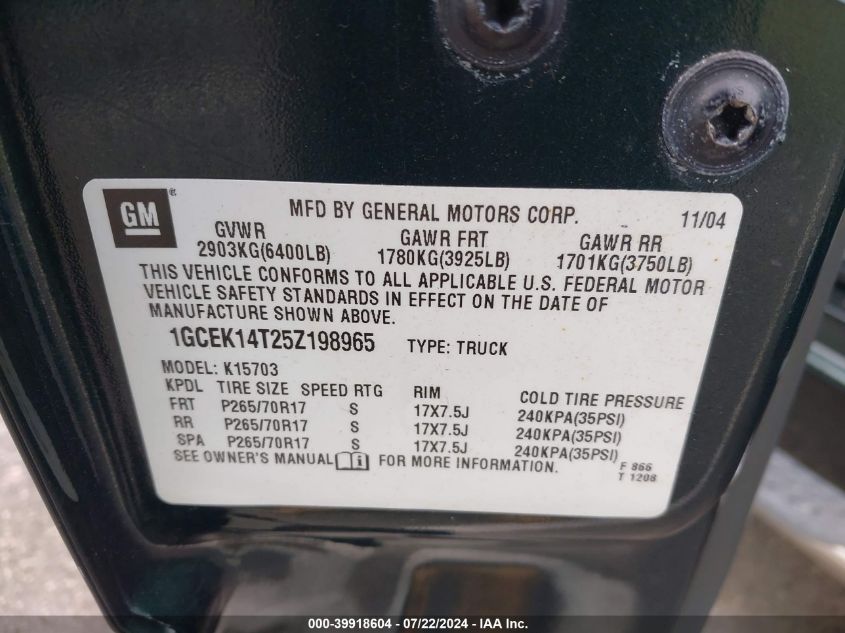 GM ®
MFD BY GENERAL MOTORS CORP. 11/04
GVWR GAWR FRT GAWR RR
2903KG(6400LB) 1780KG(3925LB) 1701KG(3750LB)
THIS VEHICLE CONFORMS TO ALL APPLICABLE U.S. FEDERAL MOTOR
VEHICLE SAFETY STANDARDS IN EFFECT ON THE DATE OF
MANUFACTURE SHOWN ABOVE.
1GCEK14T25Z198965 TYPE: TRUCK
MODEL: K15703
KPDL TIRE SIZE SPEED RTG RIM COLD TIRE PRESSURE
FRT P265/70R17 S 17X7.5J 240KPA(35PSI)
RR P265/70R17 S 17X7.5J 240KPA(35PSI)
SPA P265/70R17 S 17X7.5J 240KPA(35PSI)
SEE OWNER'S MANUAL i FOR MORE INFORMATION.
F 866
T 1208
000-39918604 / 07/22/2024 - IAA Inc.